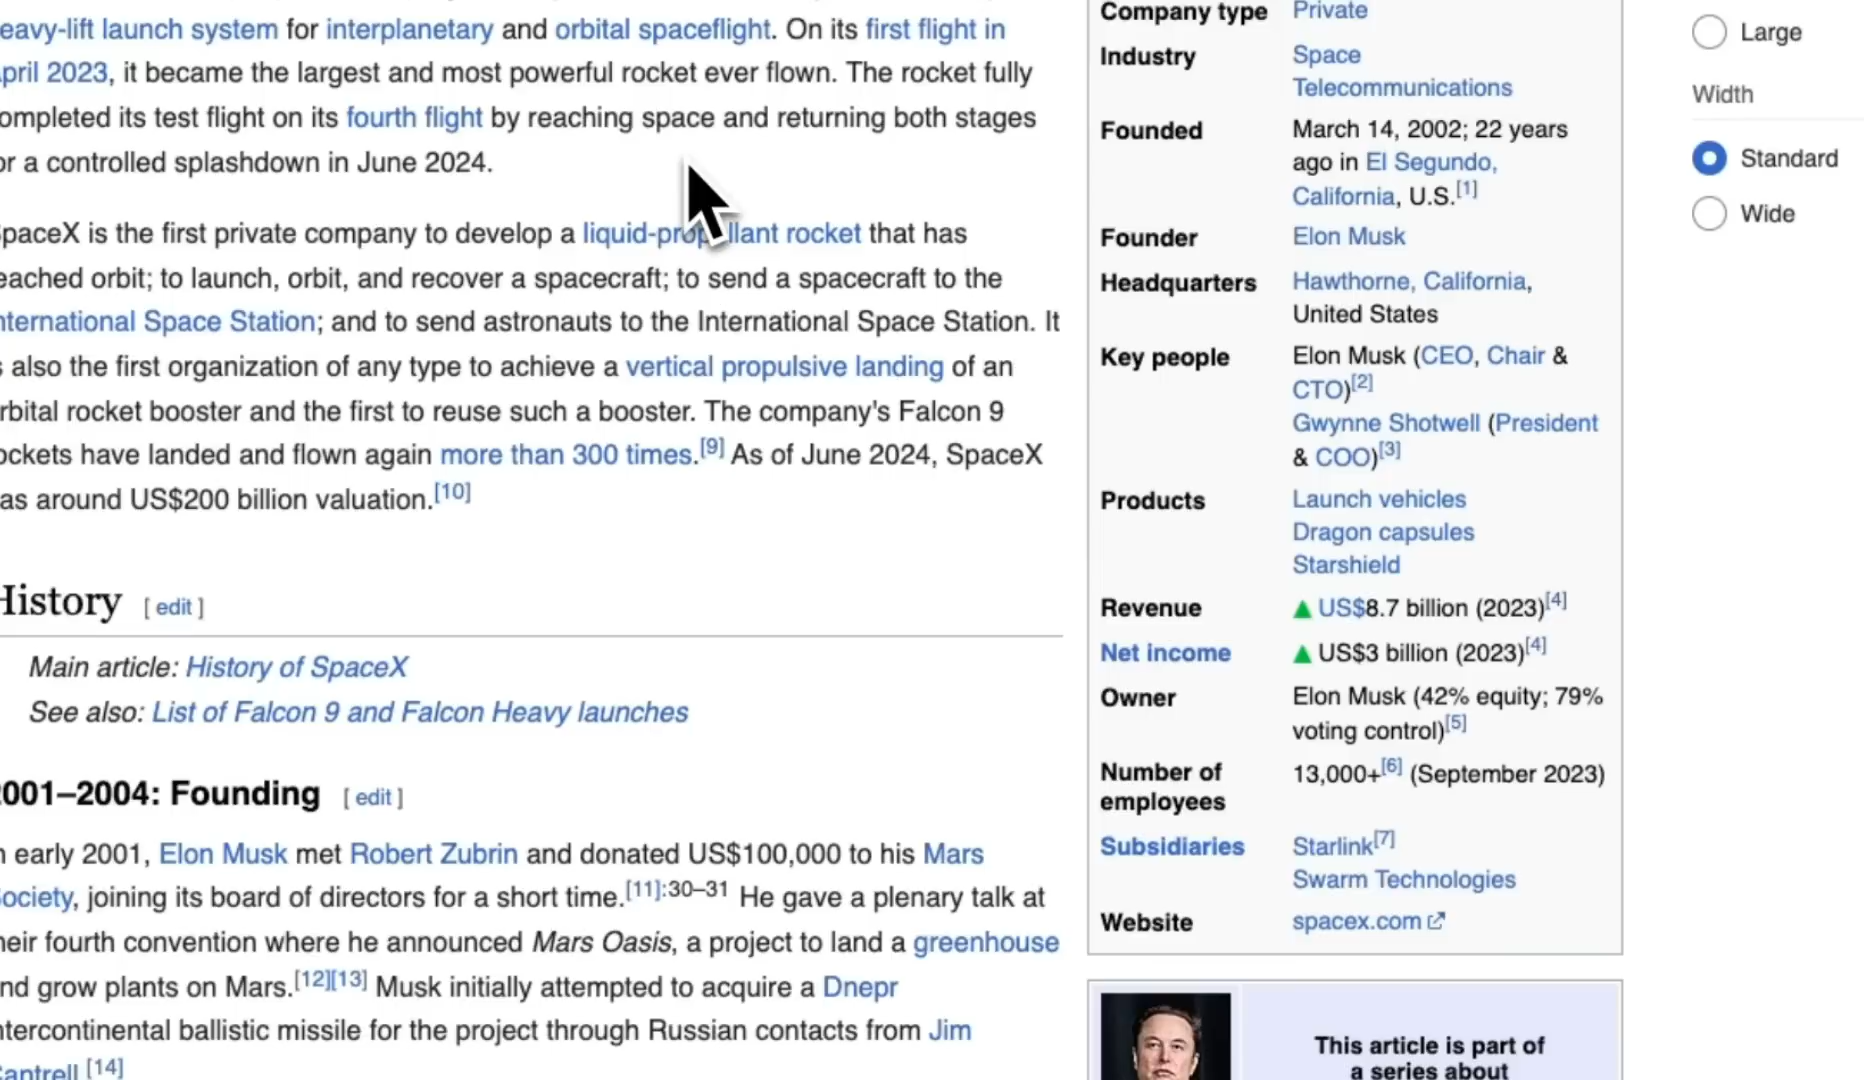 eavy-lift launch system for interplanetary and orbital spaceflight. On its first flight in
pril 2023, it became the largest and most powerful rocket ever flown. The rocket fully
ompleted its test flight on its fourth flight by reaching space and returning both stages
or a controlled splashdown in June 2024.
paceX is the first private company to develop a liquid-prop llant rocket that has
eached orbit; to launch, orbit, and recover a spacecraft; to send a spacecraft to the
nternational Space Station; and to send astronauts to the International Space Station. It
s also the first organization of any type to achieve a vertical propulsive landing of an
rbital rocket booster and the first to reuse such a booster. The company's Falcon 9
ockets have landed and flown again more than 300 times.[9] As of June 2024, SpaceX
as around US$200 billion valuation.[10]
History [ edit ]
Main article: History of SpaceX
See also: List of Falcon 9 and Falcon Heavy launches
2001–2004: Founding [ edit ]
n early 2001, Elon Musk met Robert Zubrin and donated US$100,000 to his Mars
ociety, joining its board of directors for a short time.[11]:30–31 He gave a plenary talk at
heir fourth convention where he announced Mars Oasis, a project to land a greenhouse
nd grow plants on Mars.[12][13] Musk initially attempted to acquire a Dnepr
ntercontinental ballistic missile for the project through Russian contacts from Jim
Cantrell.[14]
Company type Private
Industry Space
Telecommunications
Founded March 14, 2002; 22 years
ago in El Segundo,
California, U.S.[1]
Founder Elon Musk
Headquarters Hawthorne, California,
United States
Key people Elon Musk (CEO, Chair &
CTO)[2]
Gwynne Shotwell (President
& COO)[3]
Products Launch vehicles
Dragon capsules
Starshield
Revenue ▲ US$8.7 billion (2023)[4]
Net income ▲ US$3 billion (2023)[4]
Owner Elon Musk (42% equity; 79%
voting control)[5]
Number of 13,000+[6] (September 2023)
employees
Subsidiaries Starlink[7]
Swarm Technologies
Website spacex.com
This article is part of
a series about
Large
Width
Standard
Wide